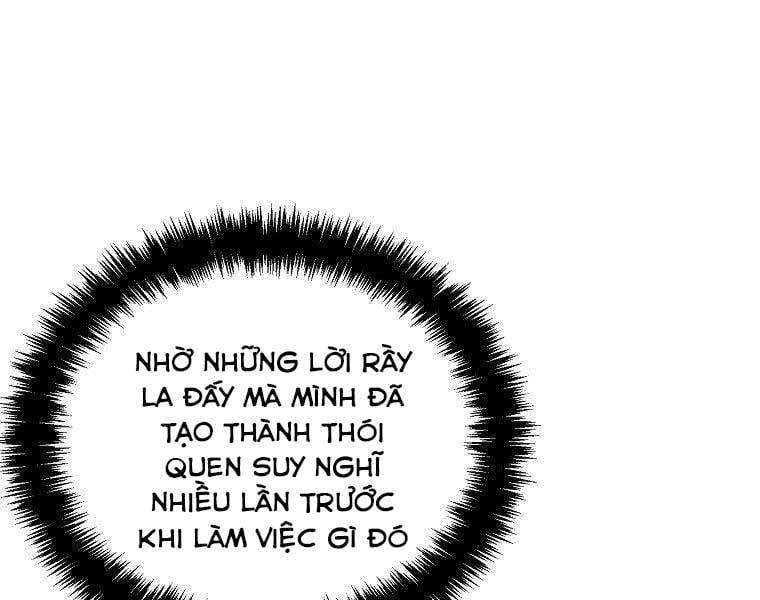 NHỜ NHỮNG LỜI RẦY
LA ĐẤY MÀ MÌNH ĐÃ
TẠO THÀNH THÓI
QUEN SUY NGHĨ
NHIỀU LẦN TRƯỚC
KHI LÀM VIỆC GÌ ĐÓ